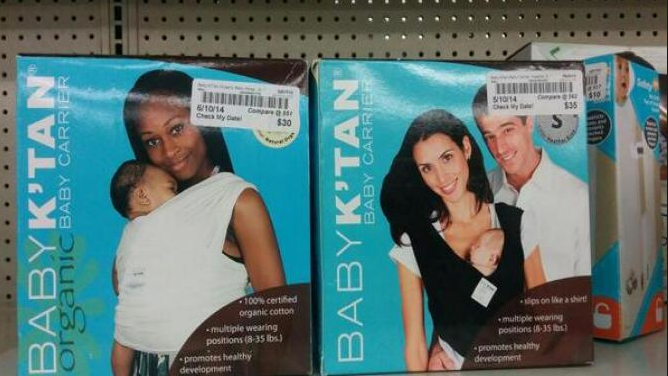 BABY K'TAN®
organic
BABY CARRIER
6/10/14
Compare @
Check My Date!
$30
• 100% certified
organic cotton
• multiple wearing
positions (8-35 lbs.)
• promotes healthy
development
BABY K'TAN®
BABY CARRIER
5/10/14
Compare @
Check My Date!
$35
S
• slips on like a shirt!
• multiple wearing
positions (8-35 lbs.)
• promotes healthy
development